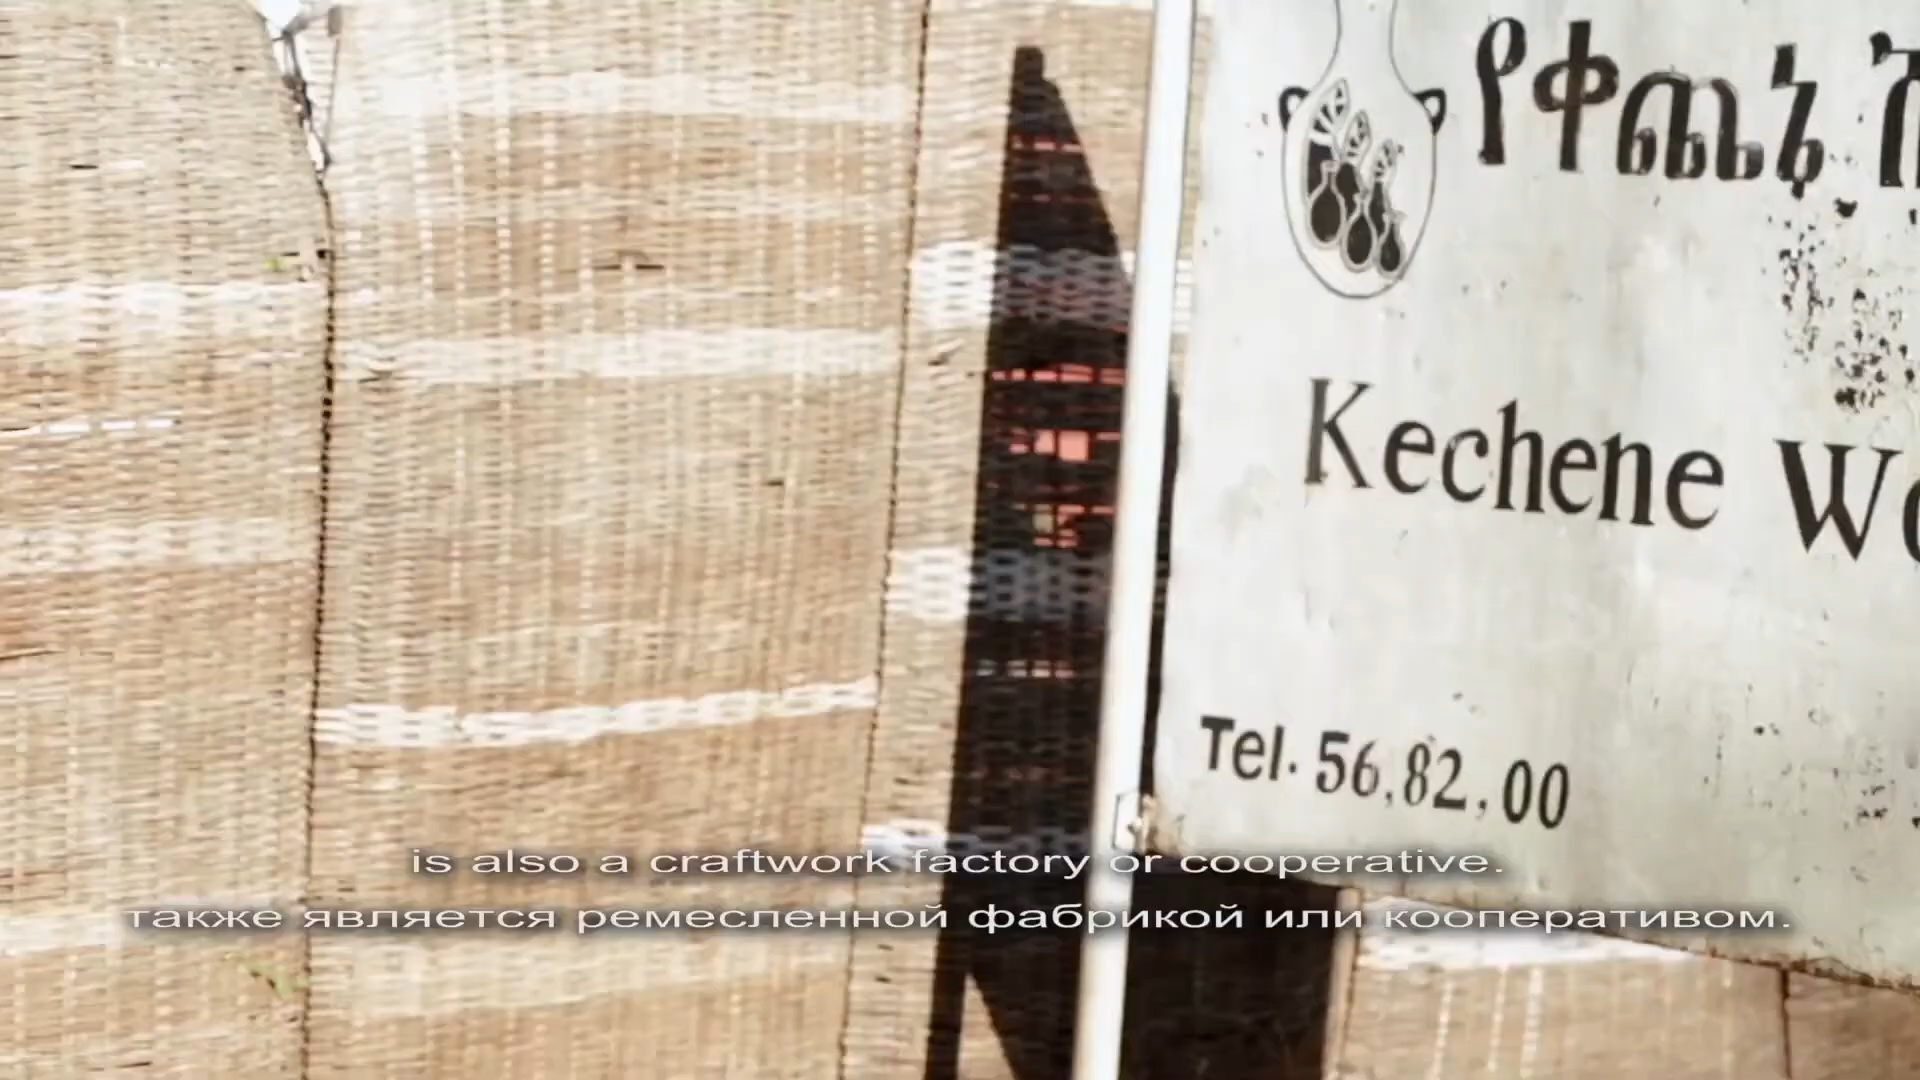 የቀጨኔ
Kechene
Tel. 56.82.00
is also a craftwork factory or cooperative.
также является ремесленной фабрикой или кооперативом.